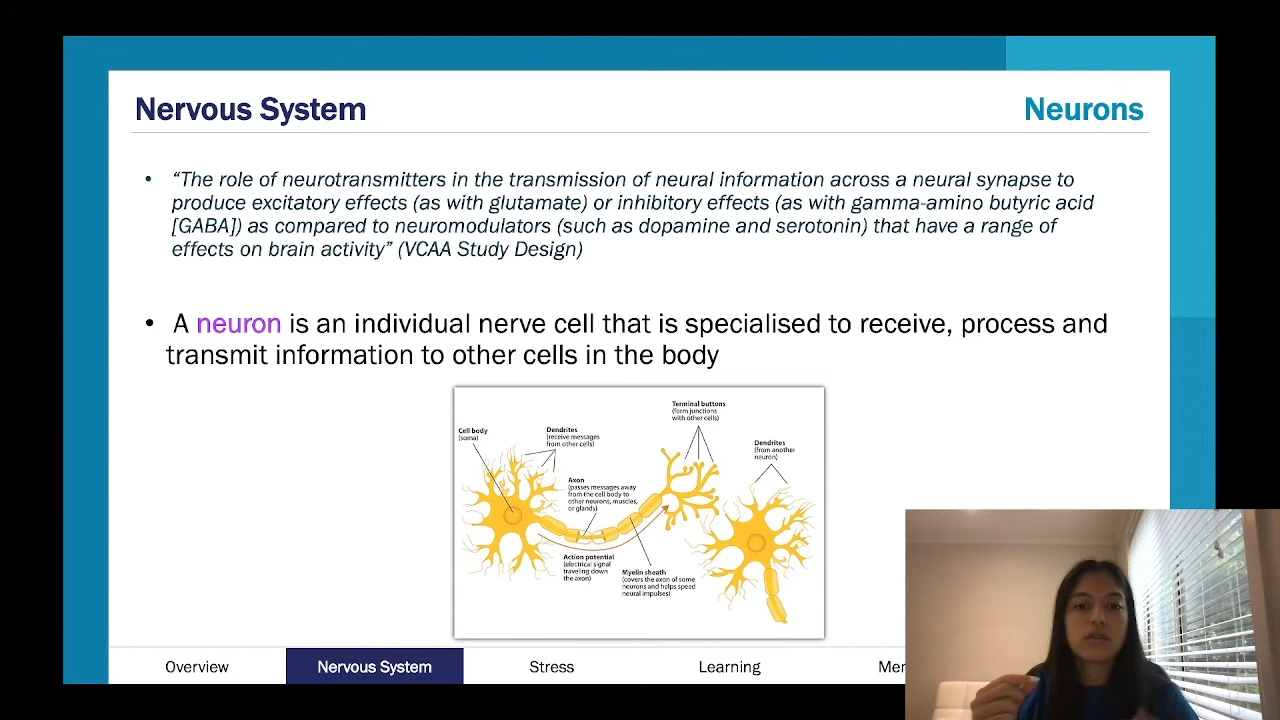 Nervous System
Neurons
• “The role of neurotransmitters in the transmission of neural information across a neural synapse to
produce excitatory effects (as with glutamate) or inhibitory effects (as with gamma-amino butyric acid
[GABA]) as compared to neuromodulators (such as dopamine and serotonin) that have a range of
effects on brain activity” (VCAA Study Design)
• A neuron is an individual nerve cell that is specialised to receive, process and
transmit information to other cells in the body
Cell body
(soma)
Dendrites
(receive messages
from other cells)
Axon
(passes messages away
from the cell body to
other neurons, muscles,
or glands)
Action potential
(electrical signal
traveling down
the axon)
Myelin sheath
(covers the axon of some
neurons and helps speed
neural impulses)
Terminal buttons
(form junctions
with other cells)
Dendrites
(from another
neuron)
Overview
Nervous System
Stress
Learning